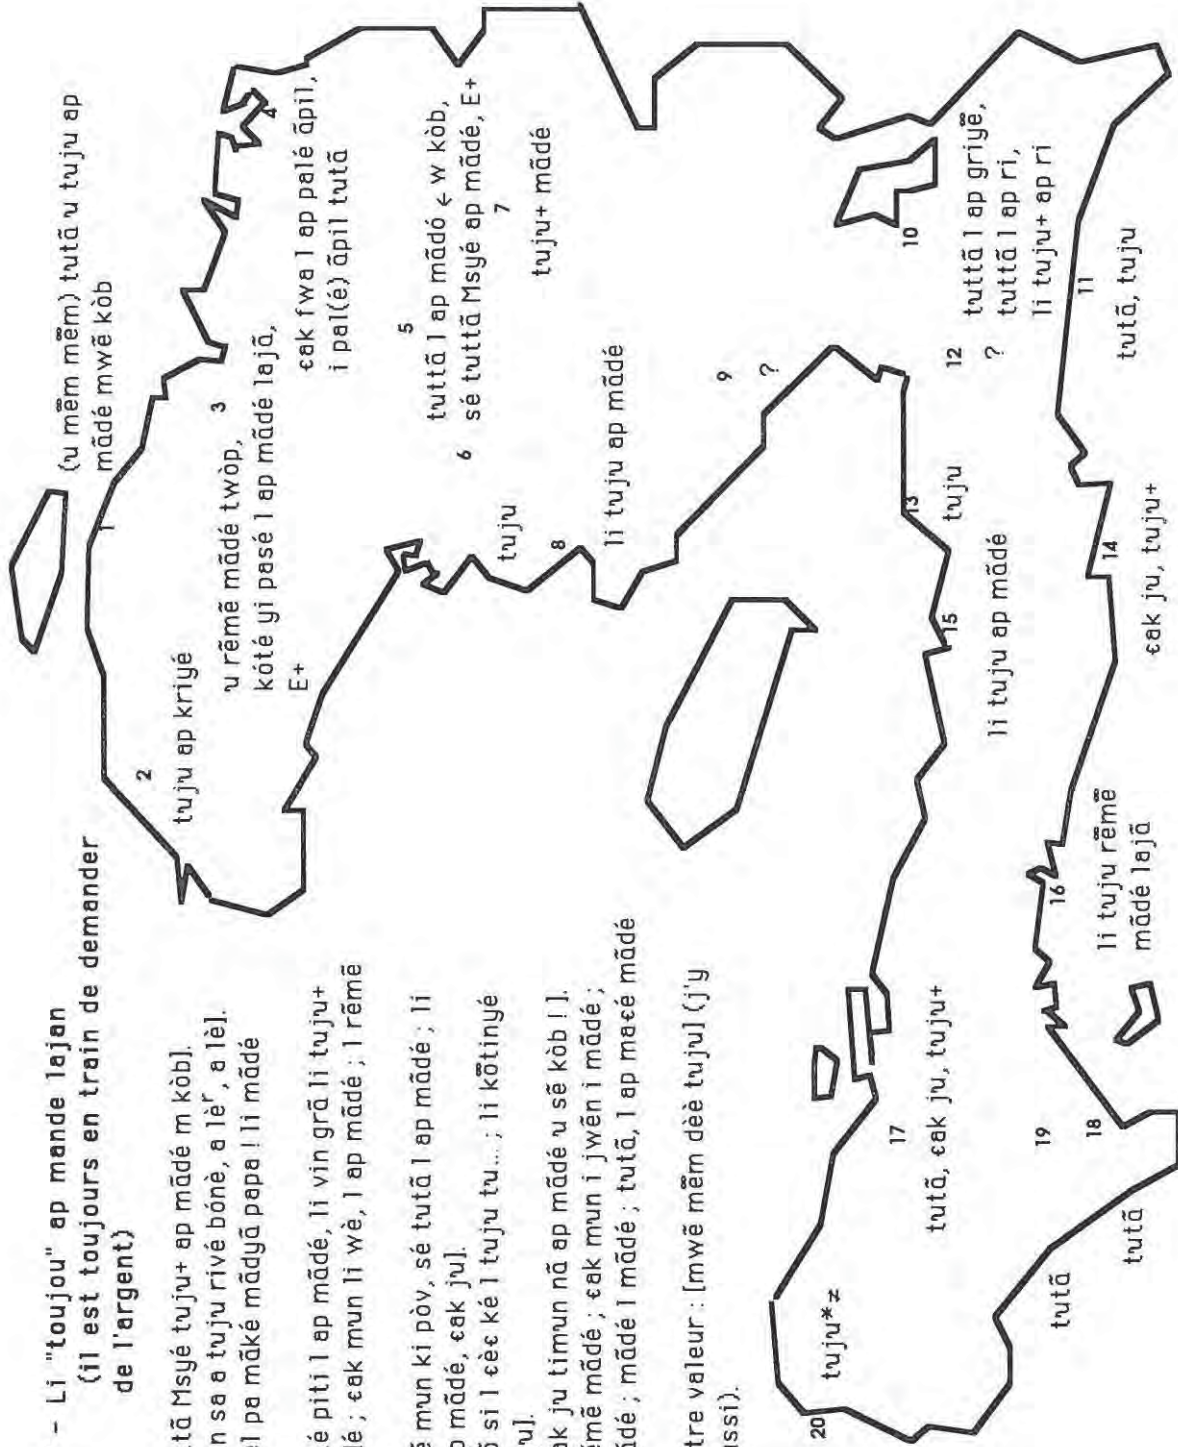 - Li "toujou" ap mande lajan
(il est toujours en train de demander
de l'argent)
tã Msyé tuju+ ap mãdé m kòb].
n sa a tuju rivé bónè, a lèʳ, a lè].
el pa mãké mãdyã papa ! li mãdé
é piti l ap mãdé, li vin grã li tuju+
dé ; ɛak mun li wè, l ap mãdé ; l rẽmẽ
é mun ki pòv, sé tutã l ap mãdé ; li
p mãdé, ɛak ju].
õ si l ɛèɛ ké l tuju tu... ; li kõtinyé
u].
ak ju timun nã ap mãdé u sẽ kòb ! ].
ẽmẽ mãdé ; ɛak mun i jwẽn i mãdé ;
ãdé ; mãdé l mãdé ; tutã, l ap maɛé mãdé
tre valeur : [mwẽ mẽm dèè tuju] (j'y
ussi).
(u mẽm mẽm) tutã u tuju ap
mãdé mwẽ kòb
1
2
tuju ap kriyé
3
u rẽmẽ mãdé twòp,
kóté yi pasé l ap mãdé lajã,
E+
4
ɛak fwa l ap palé ãpil,
i pal(é) ãpil tutã
5
tuttã l ap mãdó ← w kòb,
6
sé tuttã Msyé ap mãdé, E+
7
tuju+ mãdé
tuju
8
li tuju ap mãdé
9
?
10
tuttã l ap griyẽ,
tuttã l ap ri,
li tuju+ ap ri
11
tutã, tuju
12
?
13
tuju
14
ɛak ju, tuju+
15
li tuju ap mãdé
16
li tuju rẽmẽ
mãdé lajã
17
tutã, ɛak ju, tuju+
18
tutã
19
tutã
20
tuju*≠